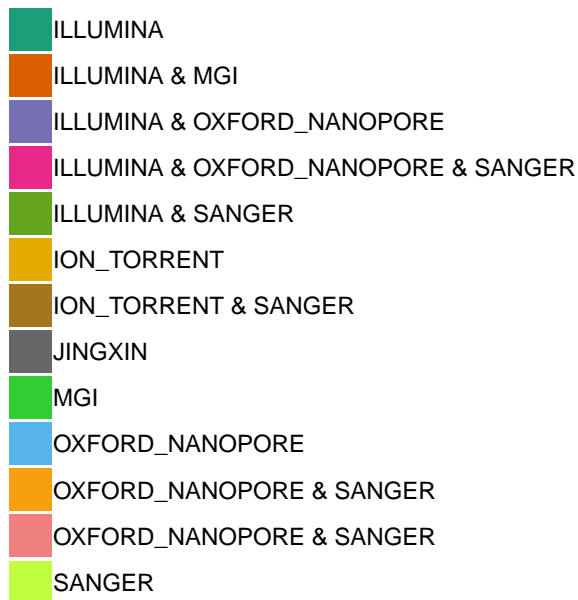 ILLUMINA
ILLUMINA & MGI
ILLUMINA & OXFORD_NANOPORE
ILLUMINA & OXFORD_NANOPORE & SANGER
ILLUMINA & SANGER
ION_TORRENT
ION_TORRENT & SANGER
JINGXIN
MGI
OXFORD_NANOPORE
OXFORD_NANOPORE & SANGER
OXFORD_NANOPORE & SANGER
SANGER